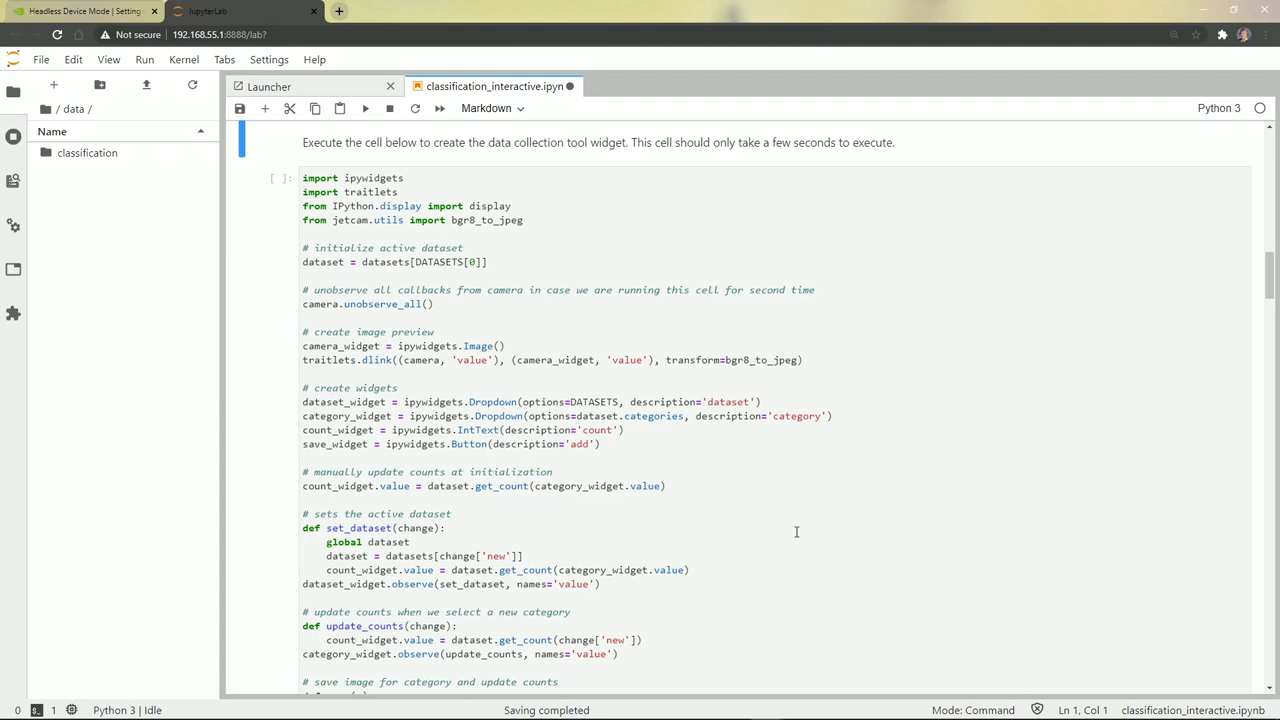 Headless Device Mode | Setting
JupyterLab
Not secure
192.168.55.1:8888/lab?
File Edit View Run Kernel Tabs Settings Help
/ data /
Name
classification
Launcher
classification_interactive.ipyn
Markdown
Python 3
Execute the cell below to create the data collection tool widget. This cell should only take a few seconds to execute.
[ ]:
import ipywidgets
import traitlets
from IPython.display import display
from jetcam.utils import bgr8_to_jpeg
# initialize active dataset
dataset = datasets[DATASETS[0]]
# unobserve all callbacks from camera in case we are running this cell for second time
camera.unobserve_all()
# create image preview
camera_widget = ipywidgets.Image()
traitlets.dlink((camera, 'value'), (camera_widget, 'value'), transform=bgr8_to_jpeg)
# create widgets
dataset_widget = ipywidgets.Dropdown(options=DATASETS, description='dataset')
category_widget = ipywidgets.Dropdown(options=dataset.categories, description='category')
count_widget = ipywidgets.IntText(description='count')
save_widget = ipywidgets.Button(description='add')
# manually update counts at initialization
count_widget.value = dataset.get_count(category_widget.value)
# sets the active dataset
def set_dataset(change):
global dataset
dataset = datasets[change['new']]
count_widget.value = dataset.get_count(category_widget.value)
dataset_widget.observe(set_dataset, names='value')
# update counts when we select a new category
def update_counts(change):
count_widget.value = dataset.get_count(change['new'])
category_widget.observe(update_counts, names='value')
# save image for category and update counts
0
1
Python 3 | Idle
Saving completed
Mode: Command
Ln 1, Col 1
classification_interactive.ipynb